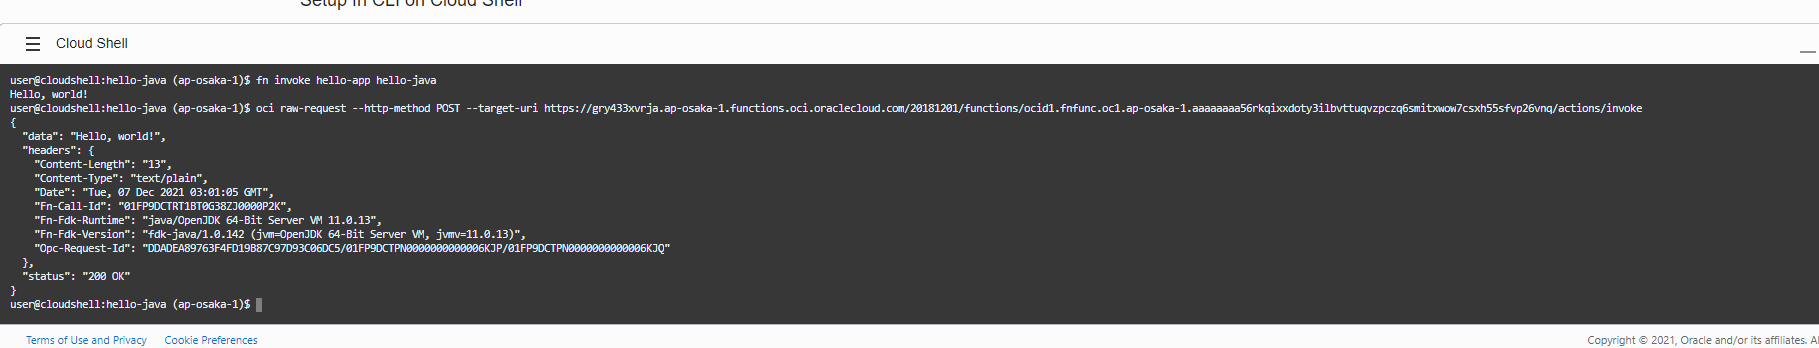 Setup in CLI on Cloud Shell
Cloud Shell
user@cloudshell:hello-java (ap-osaka-1)$ fn invoke hello-app hello-java
Hello, world!
user@cloudshell:hello-java (ap-osaka-1)$ oci raw-request --http-method POST --target-uri https://gry433xvrja.ap-osaka-1.functions.oci.oraclecloud.com/20181201/functions/ocid1.fnfunc.oc1.ap-osaka-1.aaaaaaaa56rkqixxdoty3ilbvttuqvzpczq6smitxwow7csxh55sfvp26vnq/actions/invoke
{
  "data": "Hello, world!",
  "headers": {
    "Content-Length": "13",
    "Content-Type": "text/plain",
    "Date": "Tue, 07 Dec 2021 03:01:05 GMT",
    "Fn-Call-Id": "01FP9DCTRT1BT0G38ZJ0000P2K",
    "Fn-Fdk-Runtime": "java/OpenJDK 64-Bit Server VM 11.0.13",
    "Fn-Fdk-Version": "fdk-java/1.0.142 (jvm=OpenJDK 64-Bit Server VM, jvmv=11.0.13)",
    "Opc-Request-Id": "DDADEA89763F4FD19B87C97D93C06DC5/01FP9DCTPN0000000000006KJP/01FP9DCTPN0000000000006KJQ"
  },
  "status": "200 OK"
}
user@cloudshell:hello-java (ap-osaka-1)$
Terms of Use and Privacy Cookie Preferences
Copyright © 2021, Oracle and/or its affiliates.